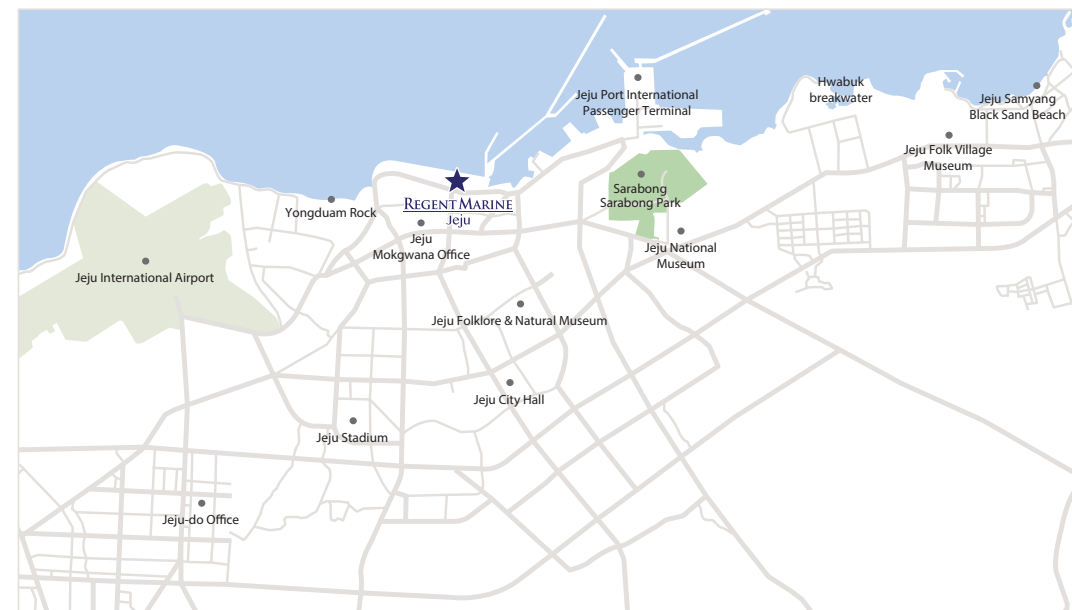 Hwabuk
breakwater
Jeju Port International
Passenger Terminal
Jeju Samyang
Black Sand Beach
Jeju Folk Village
Museum
Sarabong
Sarabong Park
Yongduam Rock
REGENT MARINE
Jeju
Jeju
Mokgwana Office
Jeju National
Museum
Jeju International Airport
Jeju Folklore & Natural Museum
Jeju City Hall
Jeju Stadium
Jeju-do Office